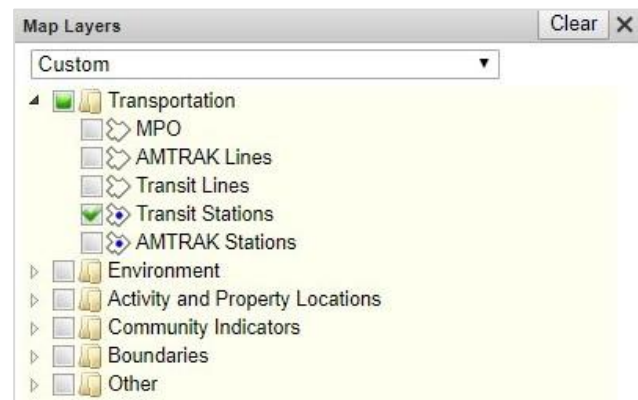 Map Layers Clear
Custom
Transportation
MPO
AMTRAK Lines
Transit Lines
Transit Stations
AMTRAK Stations
Environment
Activity and Property Locations
Community Indicators
Boundaries
Other